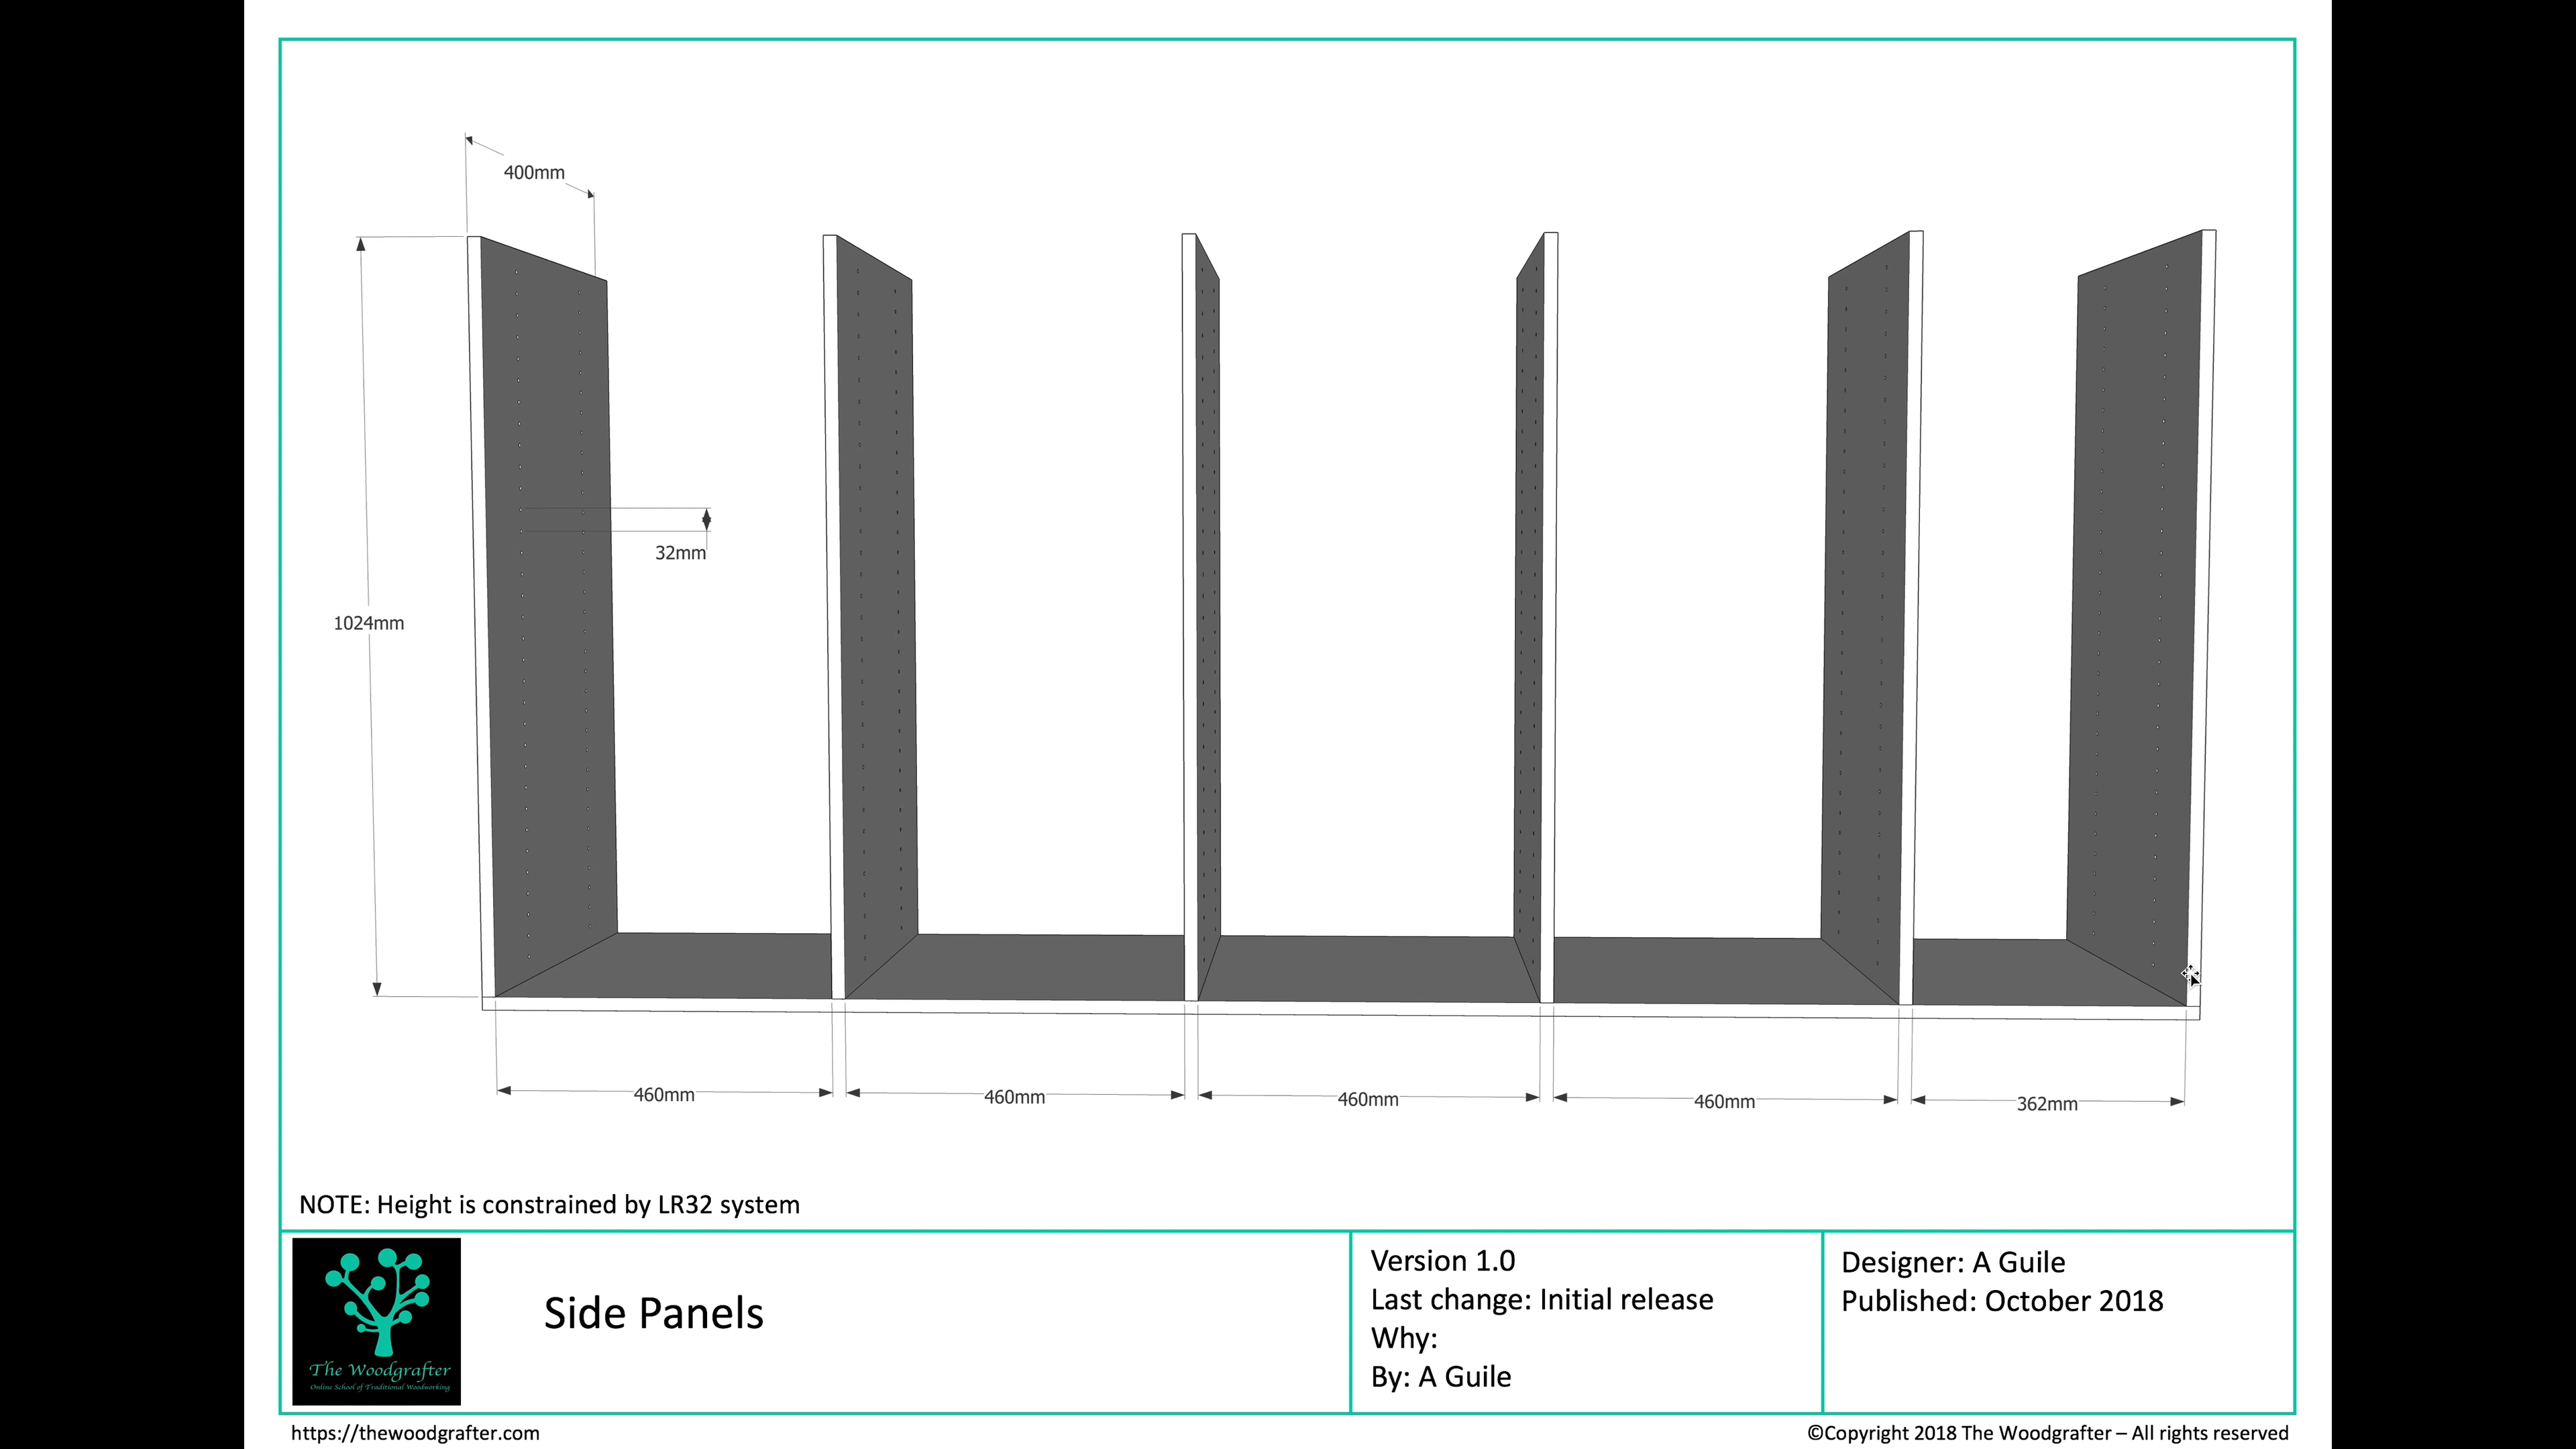 400mm
32mm
1024mm
460mm
460mm
460mm
460mm
362mm
NOTE: Height is constrained by LR32 system
The Woodgrafter
Online School of Traditional Woodworking
Side Panels
Version 1.0
Last change: Initial release
Why:
By: A Guile
Designer: A Guile
Published: October 2018
https://thewoodgrafter.com
©Copyright 2018 The Woodgrafter – All rights reserved